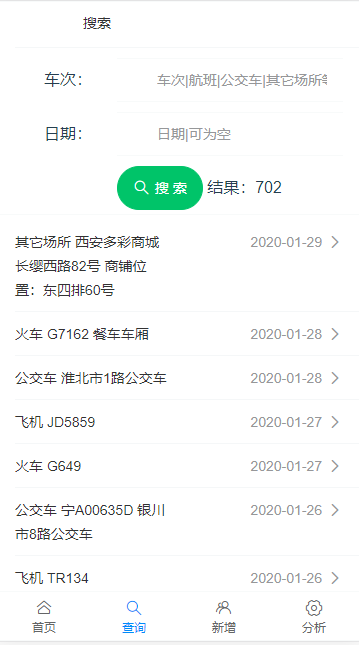 搜索
车次：
车次|航班|公交车|其它场所等
日期：
日期|可为空
搜 索 结果：702
其它场所 西安多彩商城 2020-01-29
长缨西路82号 商铺位
置：东四排60号
火车 G7162 餐车车厢 2020-01-28
公交车 淮北市1路公交车 2020-01-28
飞机 JD5859 2020-01-27
火车 G649 2020-01-27
公交车 宁A00635D 银川 2020-01-26
市8路公交车
飞机 TR134 2020-01-26
首页 查询 新增 分析